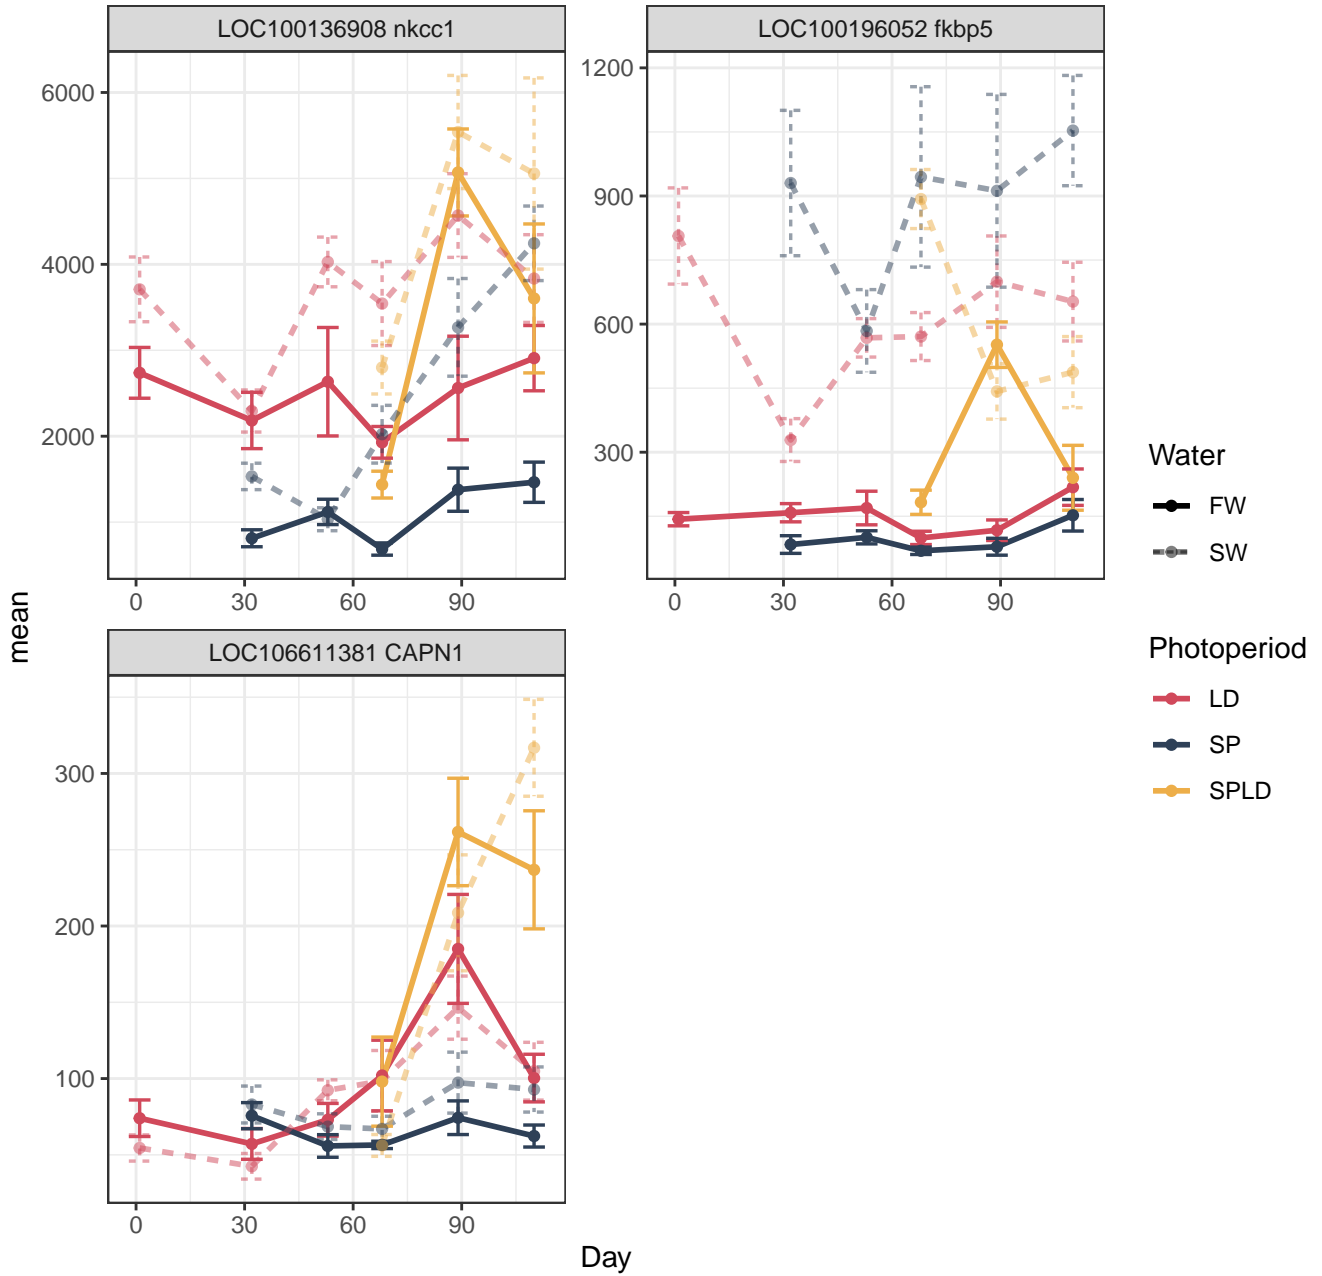 LOC100136908 nkcc1
LOC100196052 fkbp5
6000
4000
2000
0 30 60 90
1200
900
600
300
0 30 60 90
LOC106611381 CAPN1
300
200
100
0 30 60 90
mean
Day
Water
FW
SW
Photoperiod
LD
SP
SPLD